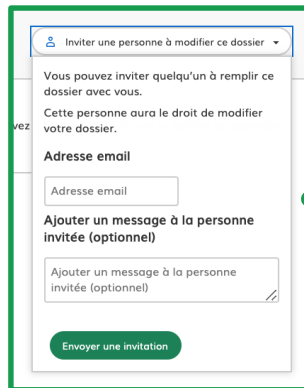 Inviter une personne à modifier ce dossier
Vous pouvez inviter quelqu'un à remplir ce
dossier avec vous.
Cette personne aura le droit de modifier
votre dossier.
vez
Adresse email
Adresse email
Ajouter un message à la personne
invitée (optionnel)
Ajouter un message à la personne
invitée (optionnel)
Envoyer une invitation